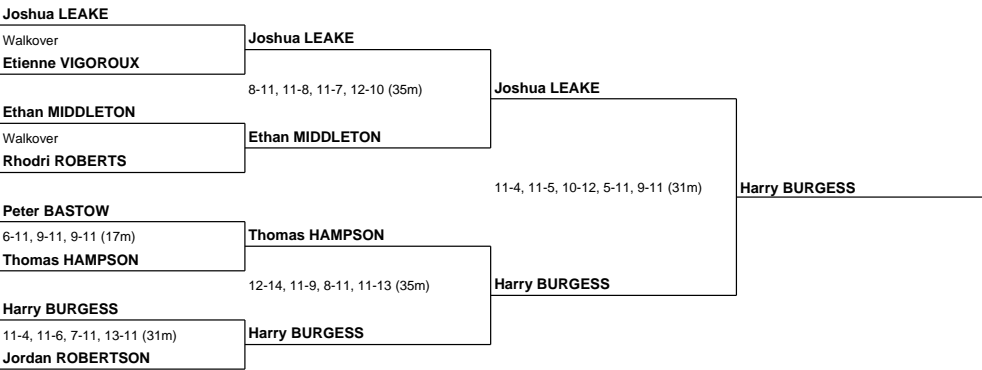 Joshua LEAKE
Walkover
Etienne VIGOROUX
Ethan MIDDLETON
Walkover
Rhodri ROBERTS
Peter BASTOW
6-11, 9-11, 9-11 (17m)
Thomas HAMPSON
Harry BURGESS
11-4, 11-6, 7-11, 13-11 (31m)
Jordan ROBERTSON
Joshua LEAKE
8-11, 11-8, 11-7, 12-10 (35m)
Ethan MIDDLETON
Thomas HAMPSON
12-14, 11-9, 8-11, 11-13 (35m)
Harry BURGESS
Joshua LEAKE
11-4, 11-5, 10-12, 5-11, 9-11 (31m)
Harry BURGESS
Harry BURGESS